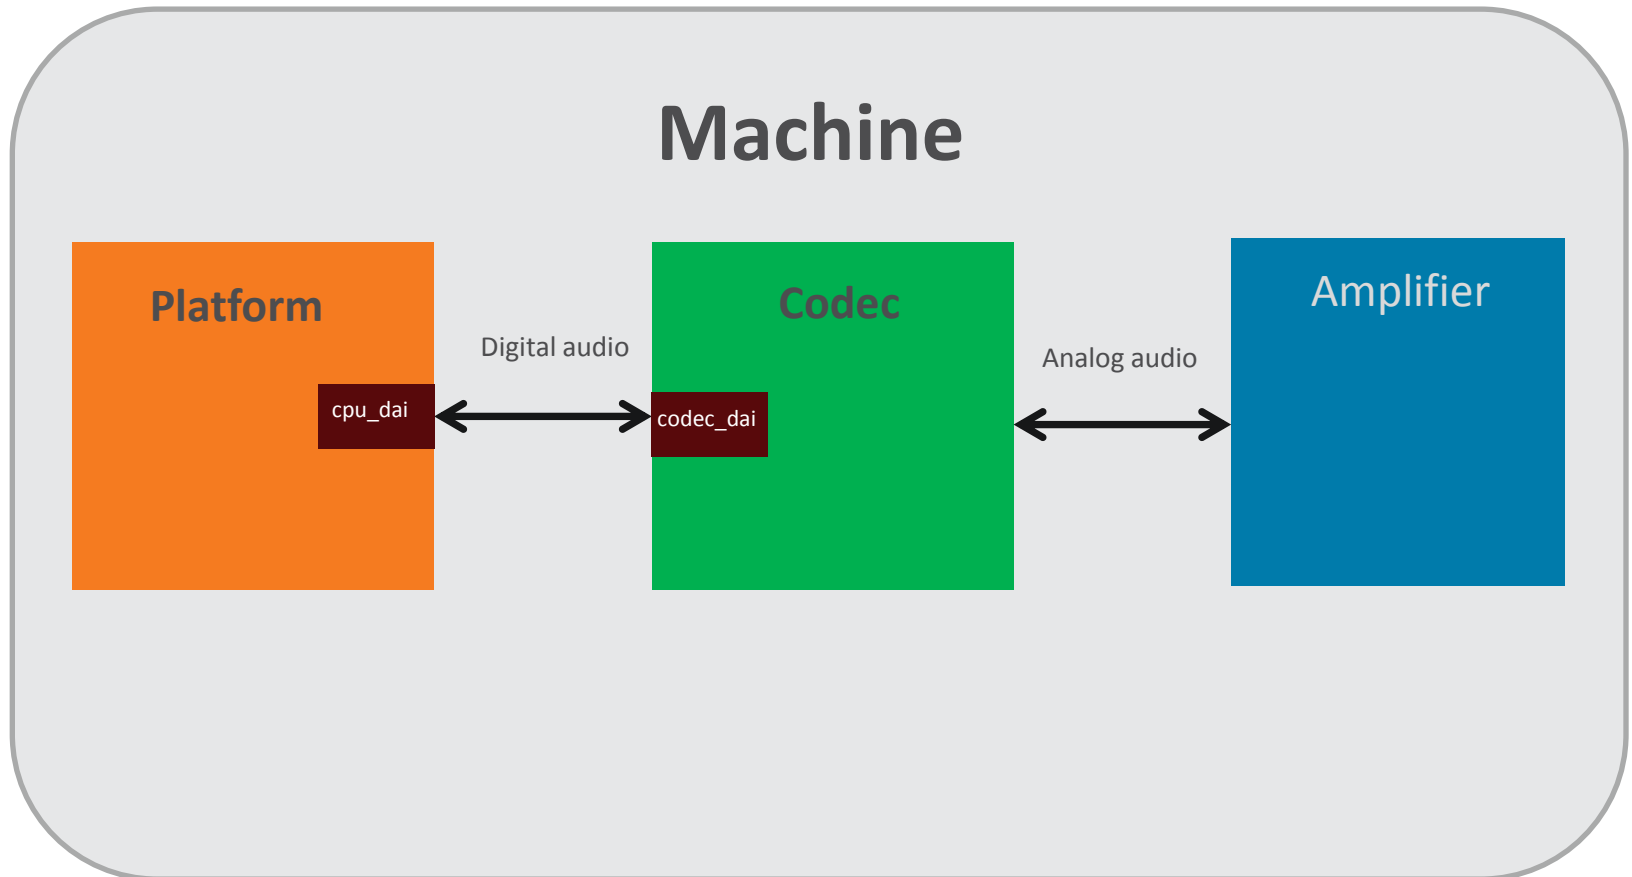 Machine
Platform
Codec
Amplifier
Digital audio
Analog audio
cpu_dai
codec_dai